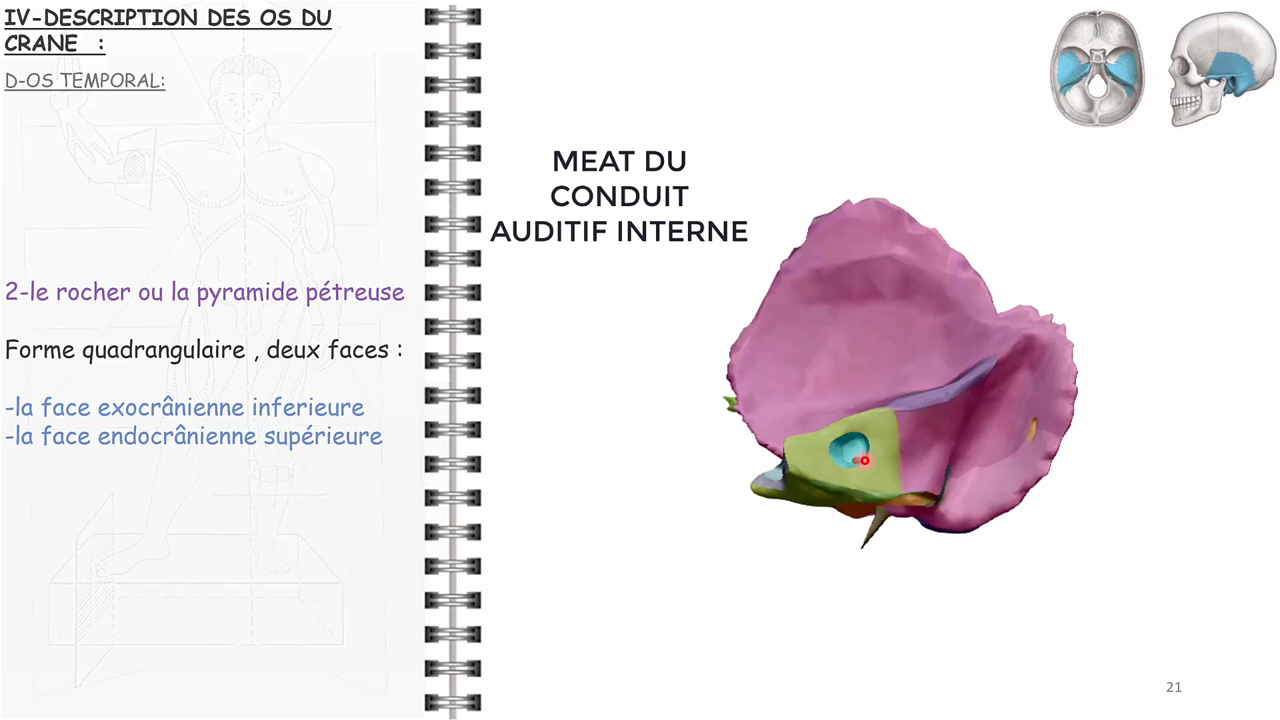 IV-DESCRIPTION DES OS DU
CRANE :
D-OS TEMPORAL:
2-le rocher ou la pyramide pétreuse
Forme quadrangulaire , deux faces :
-la face exocrânienne inferieure
-la face endocrânienne supérieure
MEAT DU
CONDUIT
AUDITIF INTERNE
21